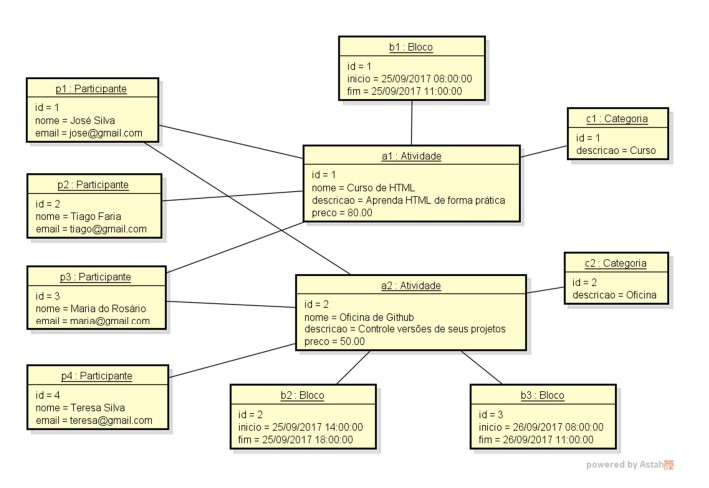 b1 : Bloco
id = 1
inicio = 25/09/2017 08:00:00
fim = 25/09/2017 11:00:00
p1 : Participante
id = 1
nome = José Silva
email = jose@gmail.com
c1 : Categoria
id = 1
descricao = Curso
a1 : Atividade
id = 1
nome = Curso de HTML
descricao = Aprenda HTML de forma prática
preco = 80.00
p2 : Participante
id = 2
nome = Tiago Faria
email = tiago@gmail.com
c2 : Categoria
id = 2
descricao = Oficina
p3 : Participante
id = 3
nome = Maria do Rosário
email = maria@gmail.com
a2 : Atividade
id = 2
nome = Oficina de Github
descricao = Controle versões de seus projetos
preco = 50.00
p4 : Participante
id = 4
nome = Teresa Silva
email = teresa@gmail.com
b2 : Bloco
id = 2
inicio = 25/09/2017 14:00:00
fim = 25/09/2017 18:00:00
b3 : Bloco
id = 3
inicio = 26/09/2017 08:00:00
fim = 26/09/2017 11:00:00
powered by Astah